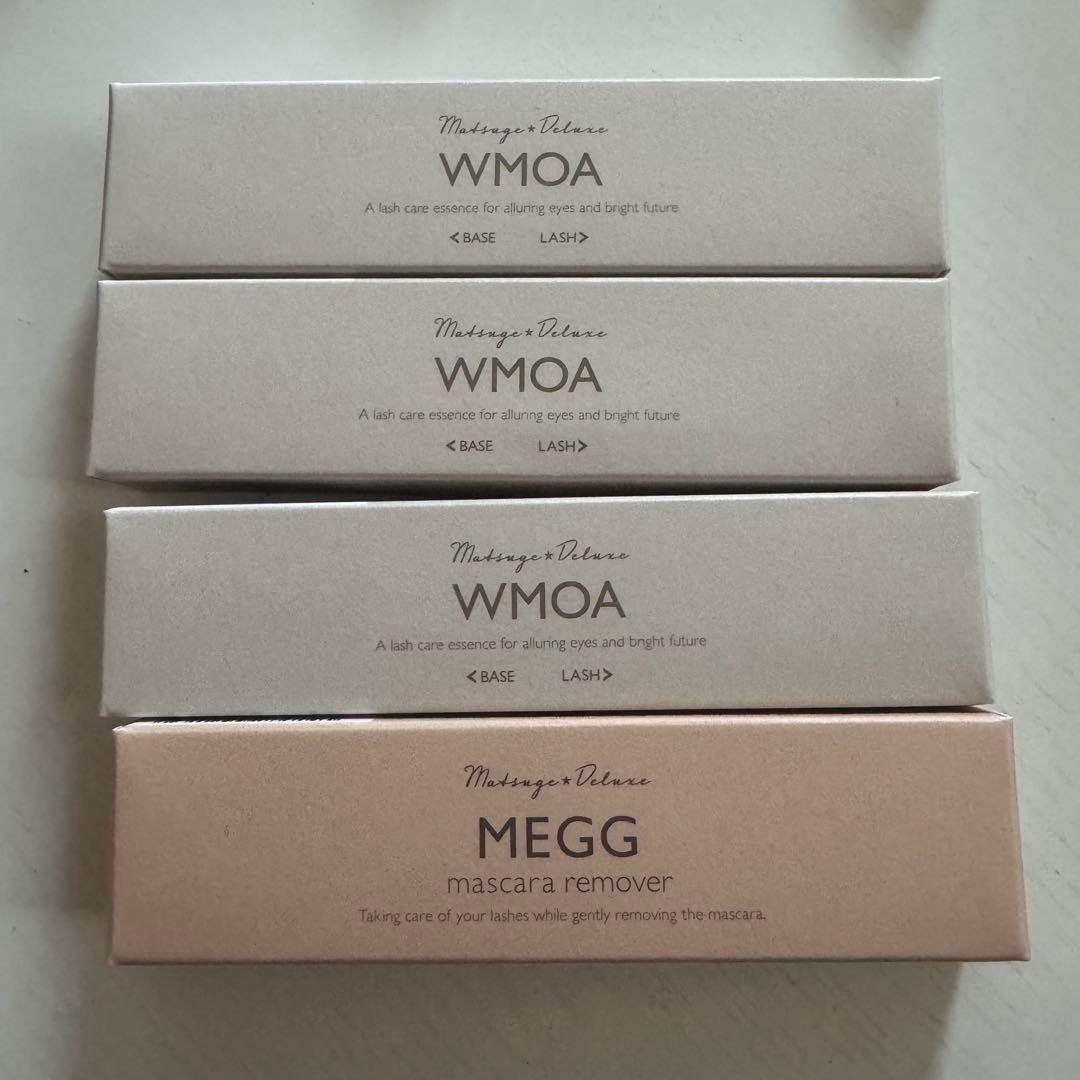 Matsuge★Deluxe
WMOA
A lash care essence for alluring eyes and bright future
<BASE LASH>
Matsuge★Deluxe
WMOA
A lash care essence for alluring eyes and bright future
<BASE LASH>
Matsuge★Deluxe
WMOA
A lash care essence for alluring eyes and bright future
<BASE LASH>
Matsuge★Deluxe
MEGG
mascara remover
Taking care of your lashes while gently removing the mascara.